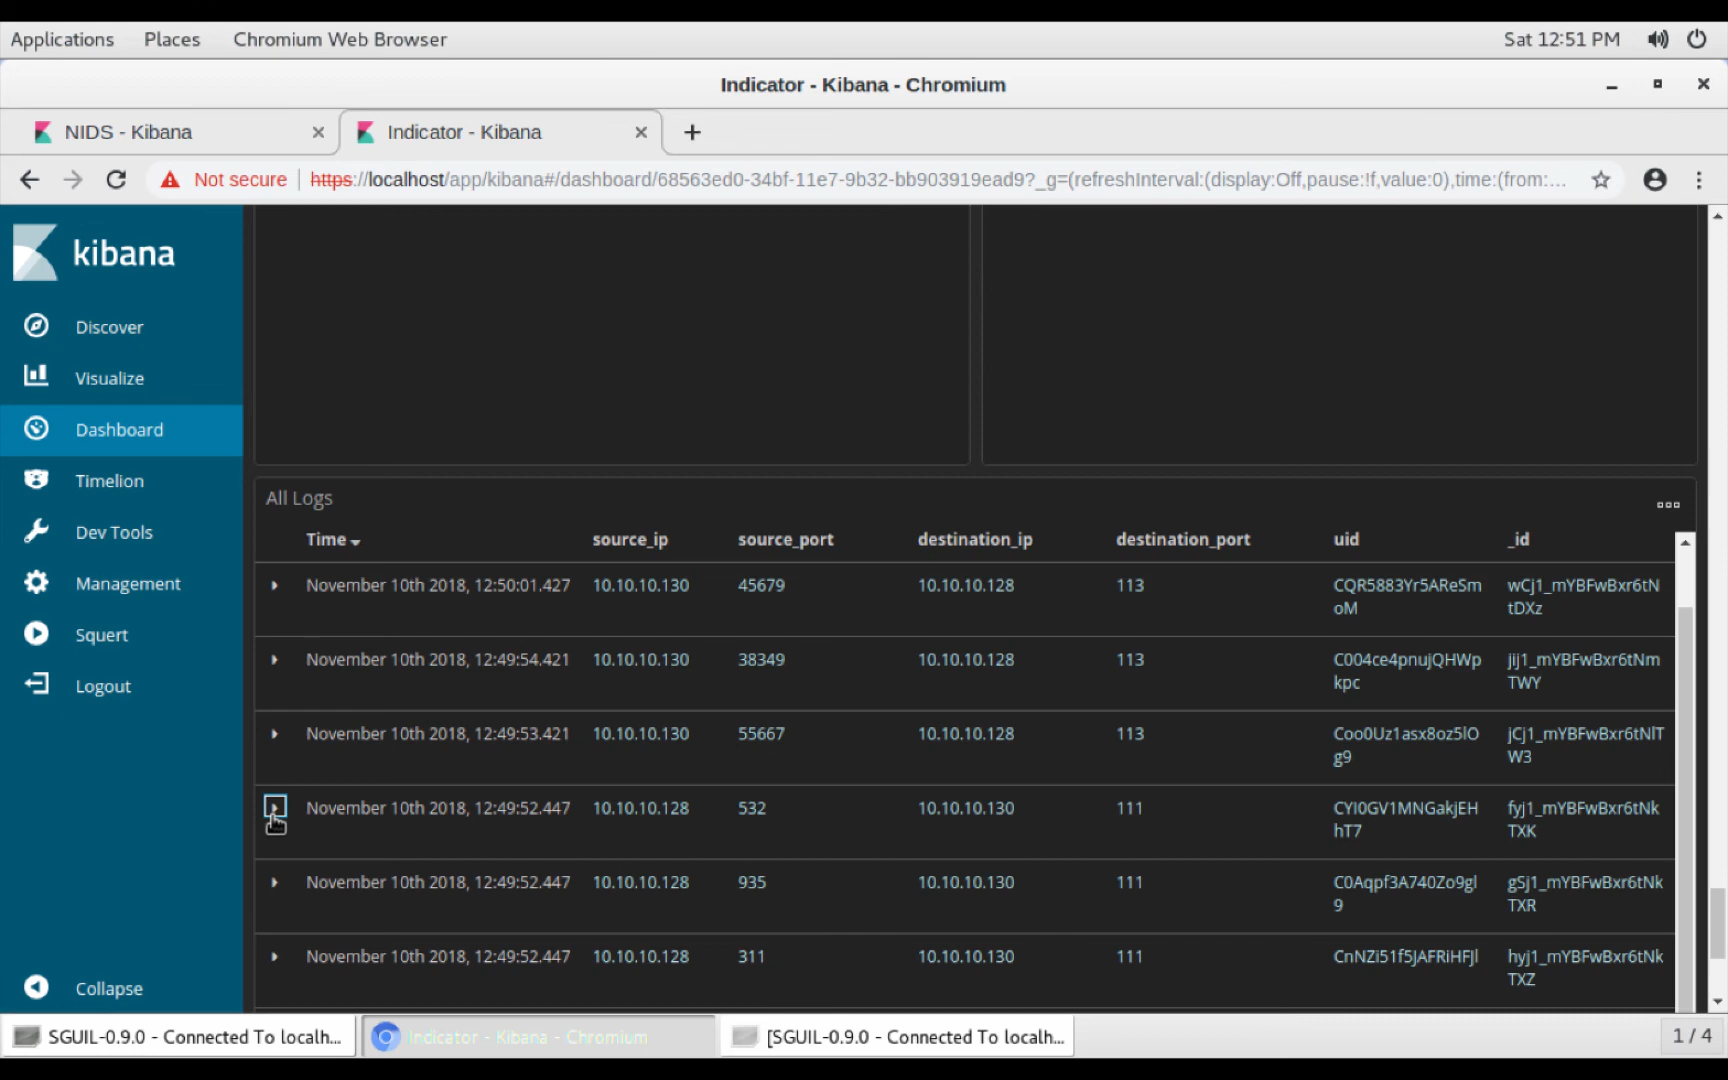 Applications Places Chromium Web Browser Sat 12:51 PM
Indicator - Kibana - Chromium
NIDS - Kibana Indicator - Kibana
Not secure https://localhost/app/kibana#/dashboard/68563ed0-34bf-11e7-9b32-bb903919ead9?_g=(refreshInterval:(display:Off,pause:!f,value:0),time:(from:...
kibana
Discover
Visualize
Dashboard
Timelion
Dev Tools
Management
Squert
Logout
Collapse
All Logs
Time source_ip source_port destination_ip destination_port uid _id
November 10th 2018, 12:50:01.427 10.10.10.130 45679 10.10.10.128 113 CQR5883Yr5AReSm wCj1_mYBFwBxr6tN
oM tDXz
November 10th 2018, 12:49:54.421 10.10.10.130 38349 10.10.10.128 113 C004ce4pnujQHWp jij1_mYBFwBxr6tNm
kpc TWY
November 10th 2018, 12:49:53.421 10.10.10.130 55667 10.10.10.128 113 Coo0Uz1asx8oz5lO jCj1_mYBFwBxr6tNlT
g9 W3
November 10th 2018, 12:49:52.447 10.10.10.128 532 10.10.10.130 111 CYI0GV1MNGakjEH fyj1_mYBFwBxr6tNk
hT7 TXK
November 10th 2018, 12:49:52.447 10.10.10.128 935 10.10.10.130 111 C0Aqpf3A740Zo9gl gSj1_mYBFwBxr6tNk
9 TXR
November 10th 2018, 12:49:52.447 10.10.10.128 311 10.10.10.130 111 CnNZi51f5JAFRiHFJl hyj1_mYBFwBxr6tNk
TXZ
SGUIL-0.9.0 - Connected To localh... Indicator - Kibana - Chromium [SGUIL-0.9.0 - Connected To localh... 1 / 4